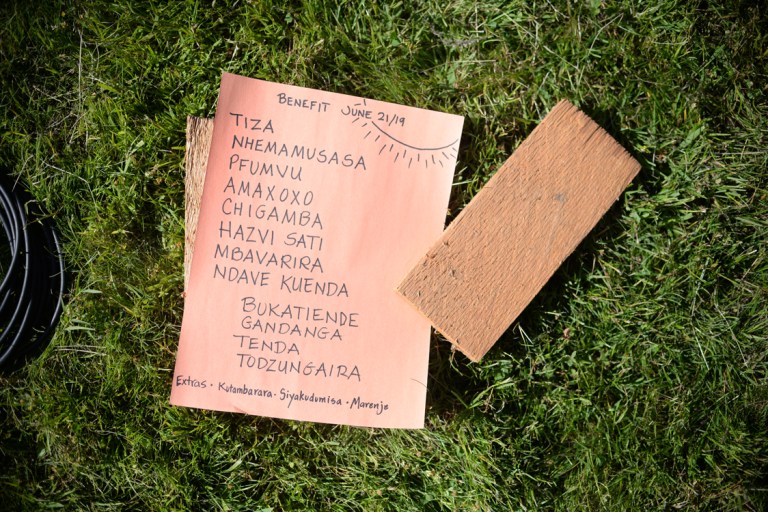 BENEFIT JUNE 21/19
TIZA
NHEMAMUSASA
PFUMVU
AMAXOXO
CHIGAMBA
HAZVI SATI
MBAVARIRA
NDAVE KUENDA
BUKATIENDE
GANDANGA
TENDA
TODZUNGAIRA
Extras · Kutambarara · Siyakudumisa · Marenje